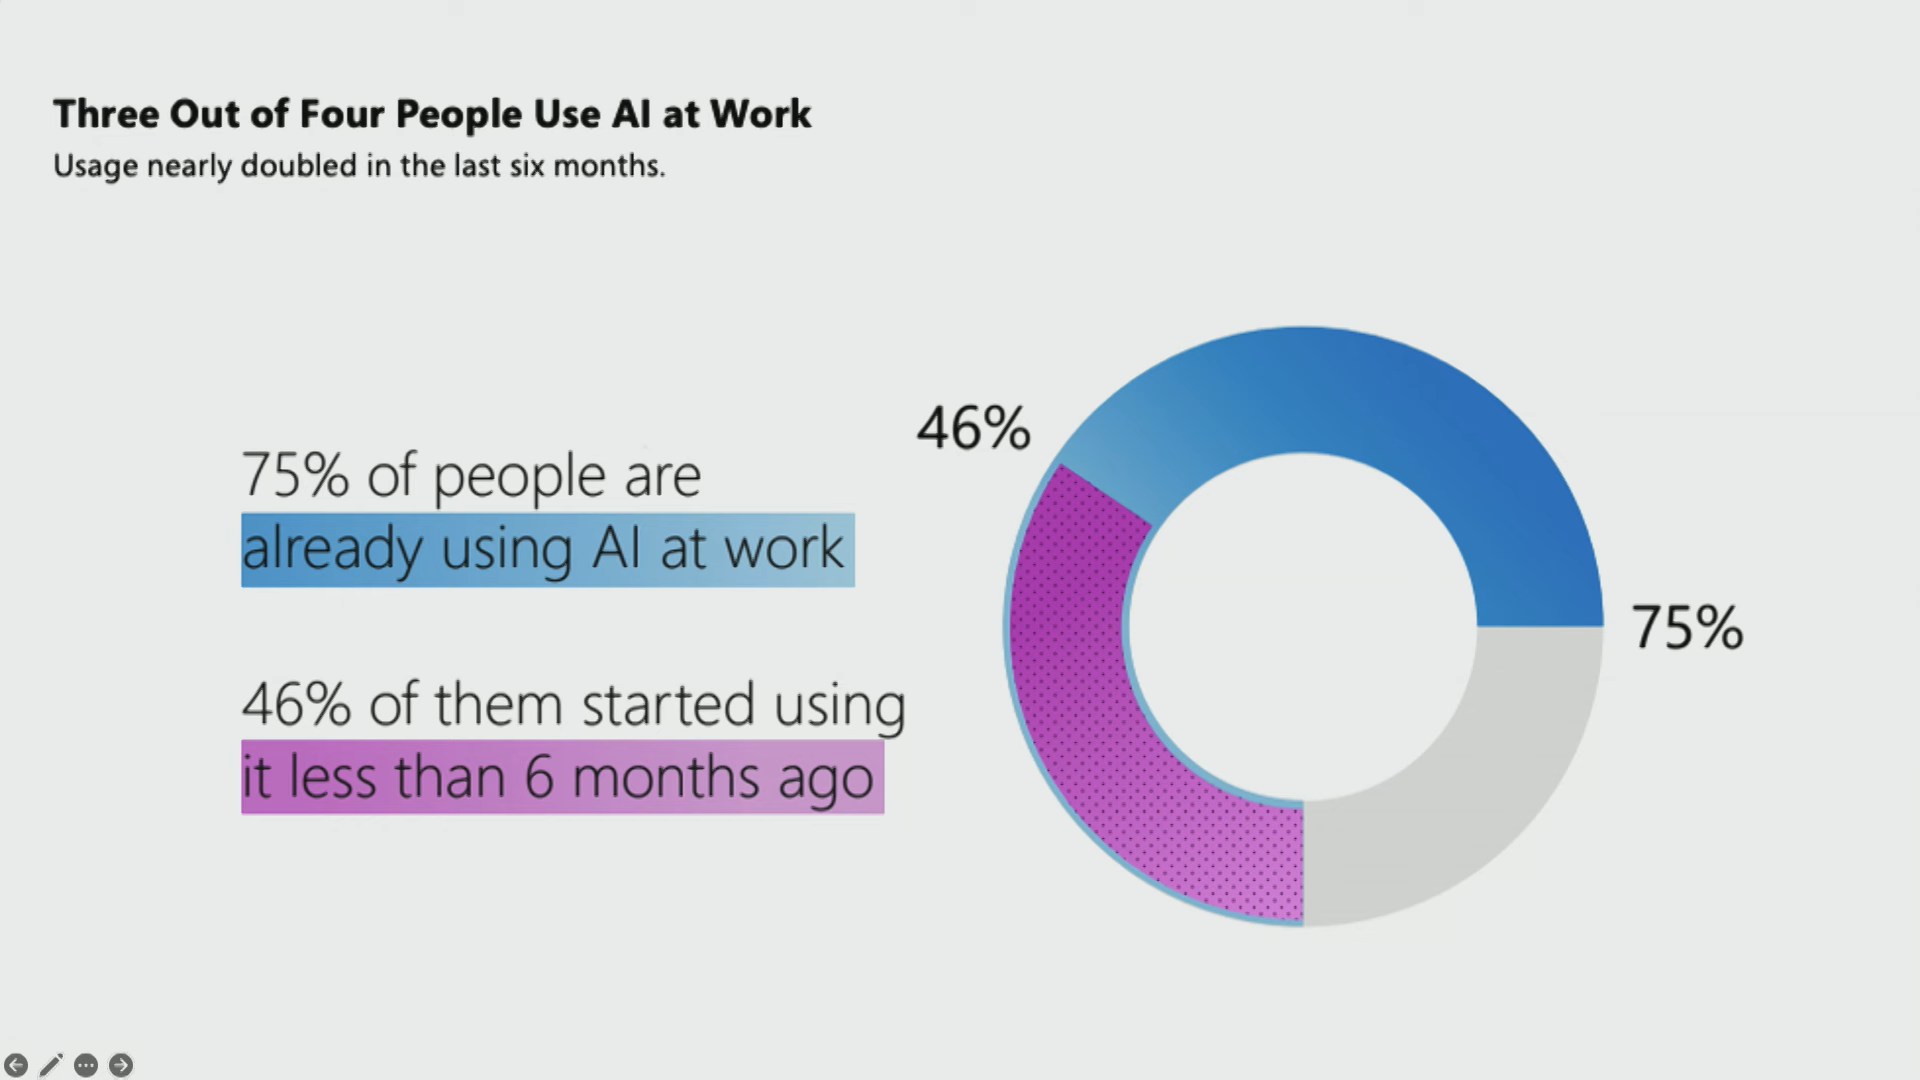 Three Out of Four People Use AI at Work
Usage nearly doubled in the last six months.
46%
75% of people are
already using AI at work
75%
46% of them started using
it less than 6 months ago